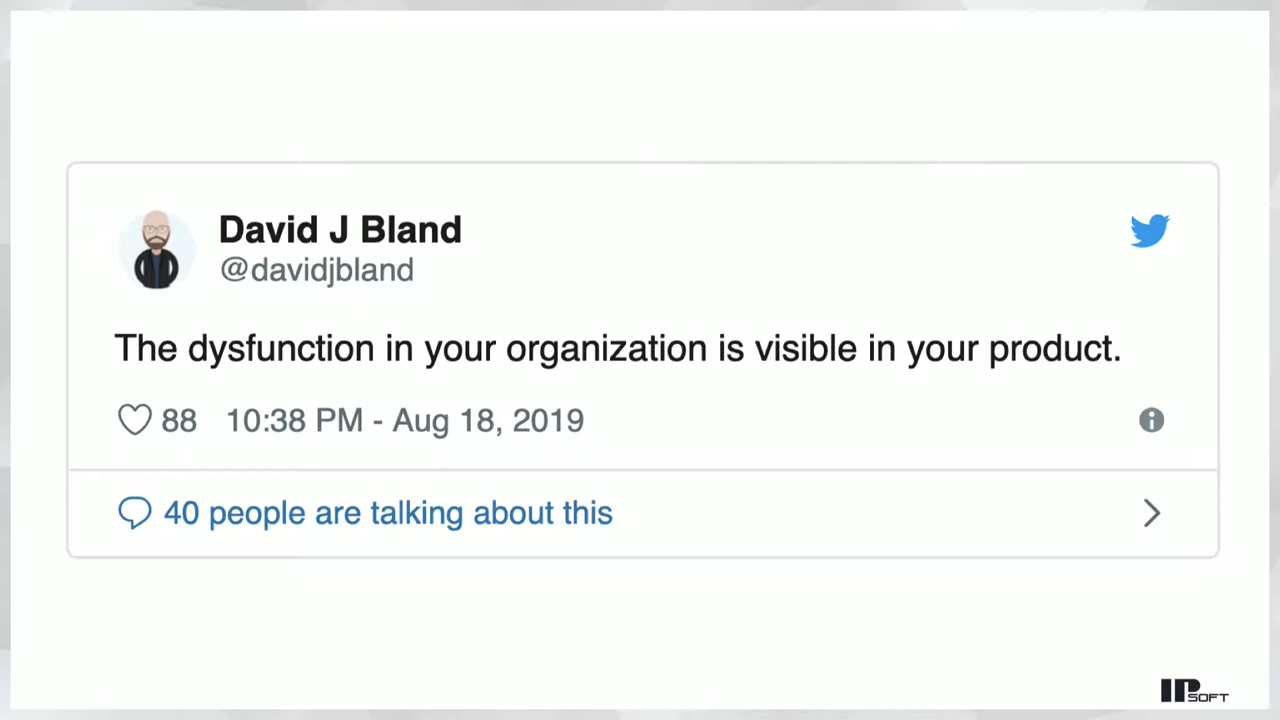 David J Bland
@davidjbland
The dysfunction in your organization is visible in your product.
88 10:38 PM - Aug 18, 2019
40 people are talking about this
IPSOFT